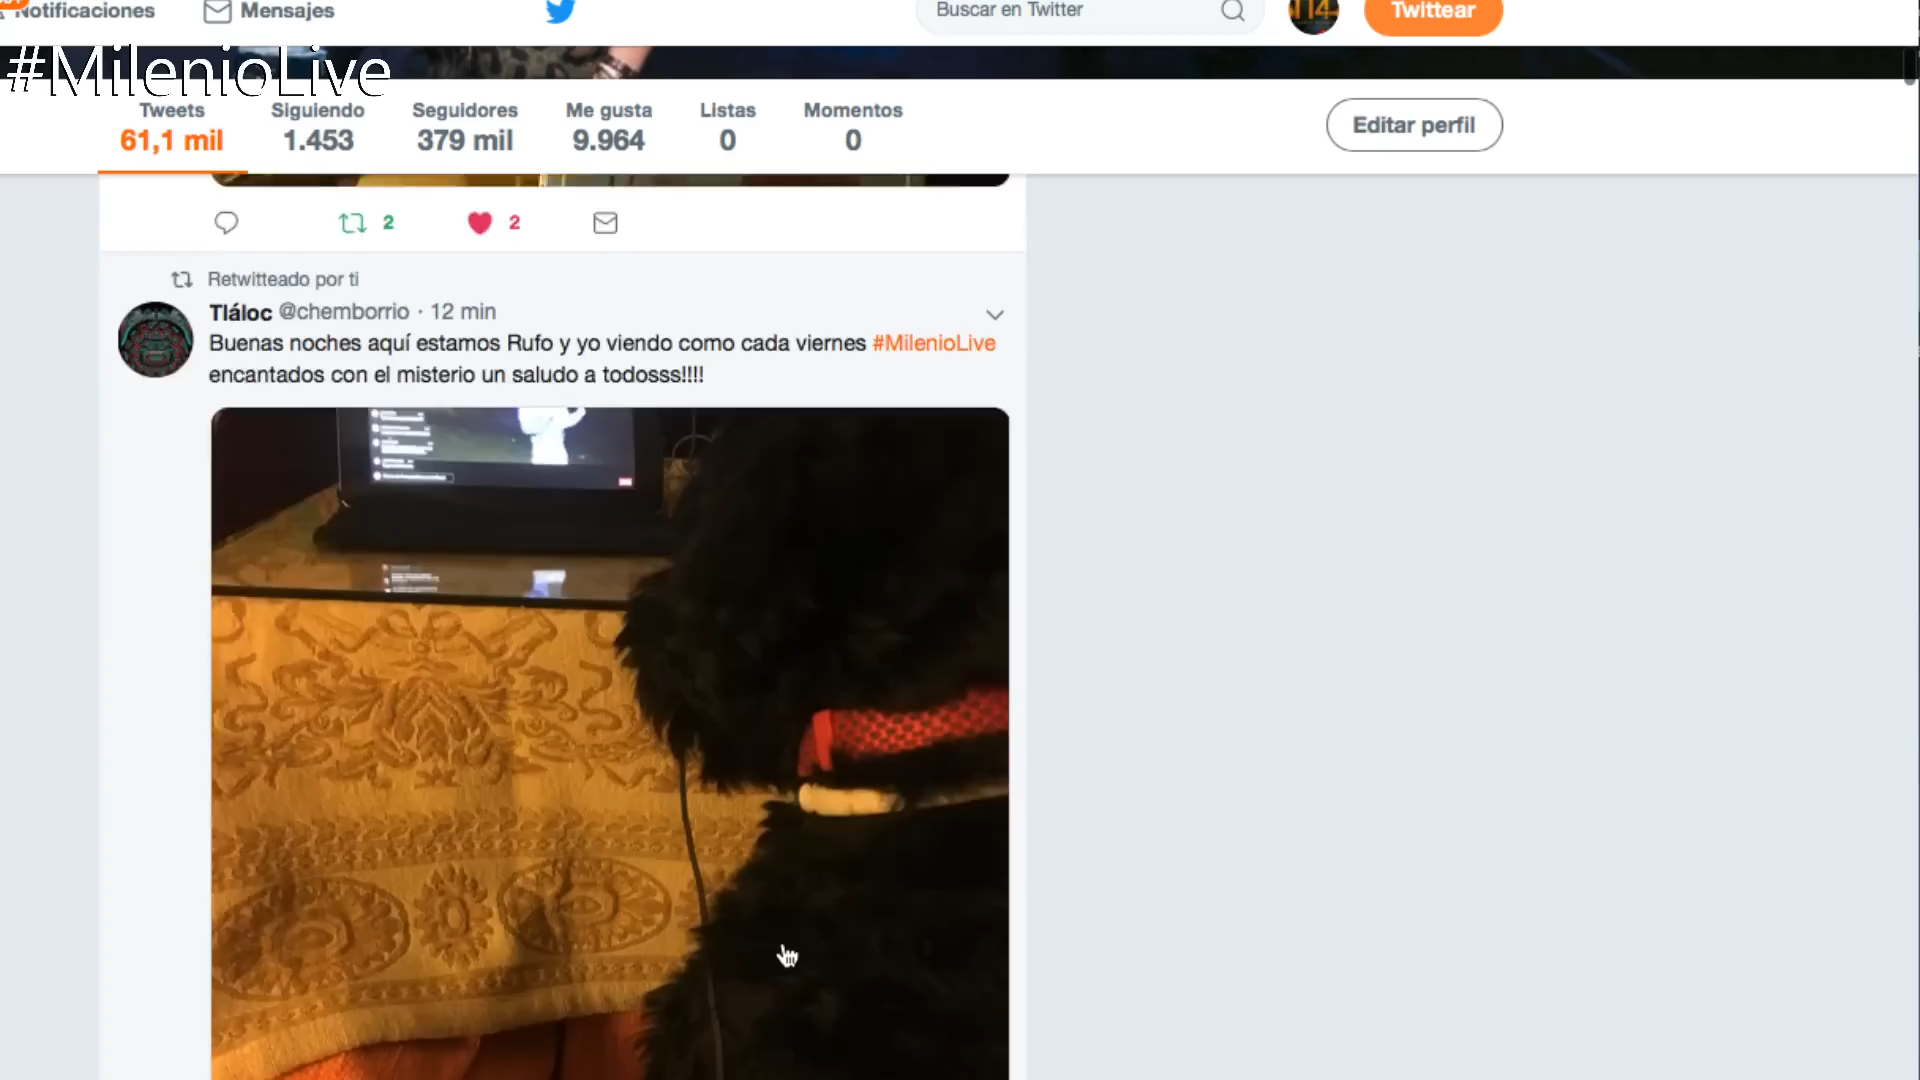 Notificaciones
Mensajes
Buscar en Twitter
Twittear
#MilenioLive
Tweets
61,1 mil
Siguiendo
1.453
Seguidores
379 mil
Me gusta
9.964
Listas
0
Momentos
0
Editar perfil
2
2
Retwitteado por ti
Tláloc @chemborrio · 12 min
Buenas noches aquí estamos Rufo y yo viendo como cada viernes #MilenioLive
encantados con el misterio un saludo a todosss!!!!